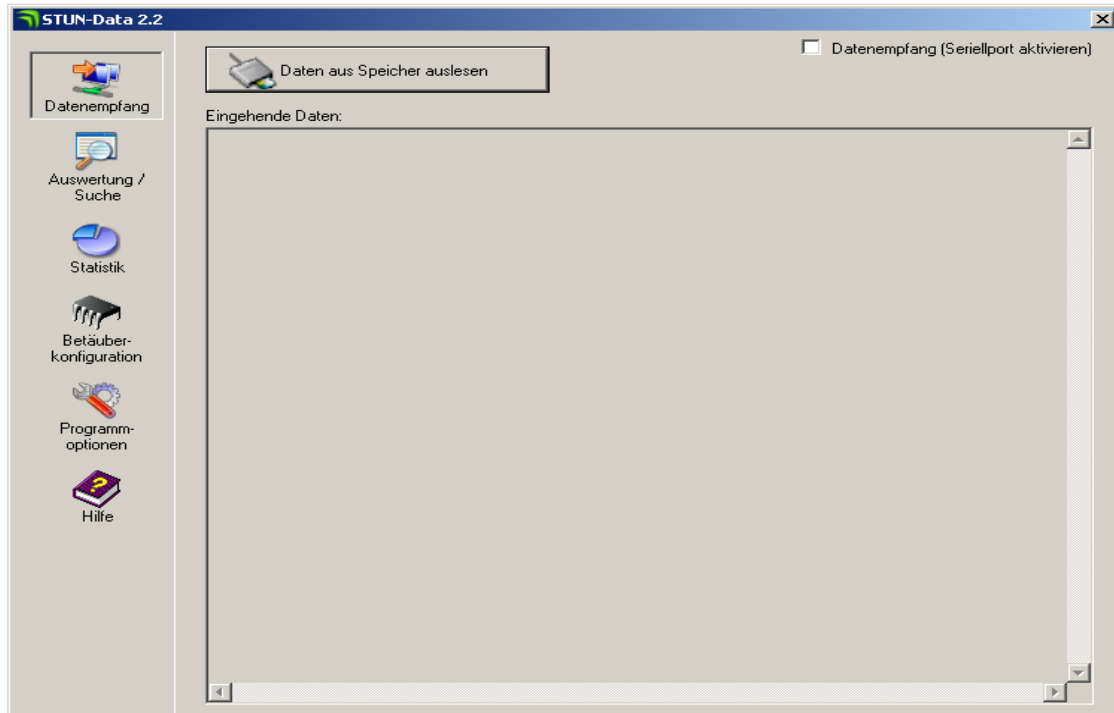 STUN-Data 2.2
Datenempfang
Auswertung /
Suche
Statistik
Betäuber-
konfiguration
Programm-
optionen
Hilfe
Daten aus Speicher auslesen
Datenempfang (Seriellport aktivieren)
Eingehende Daten: